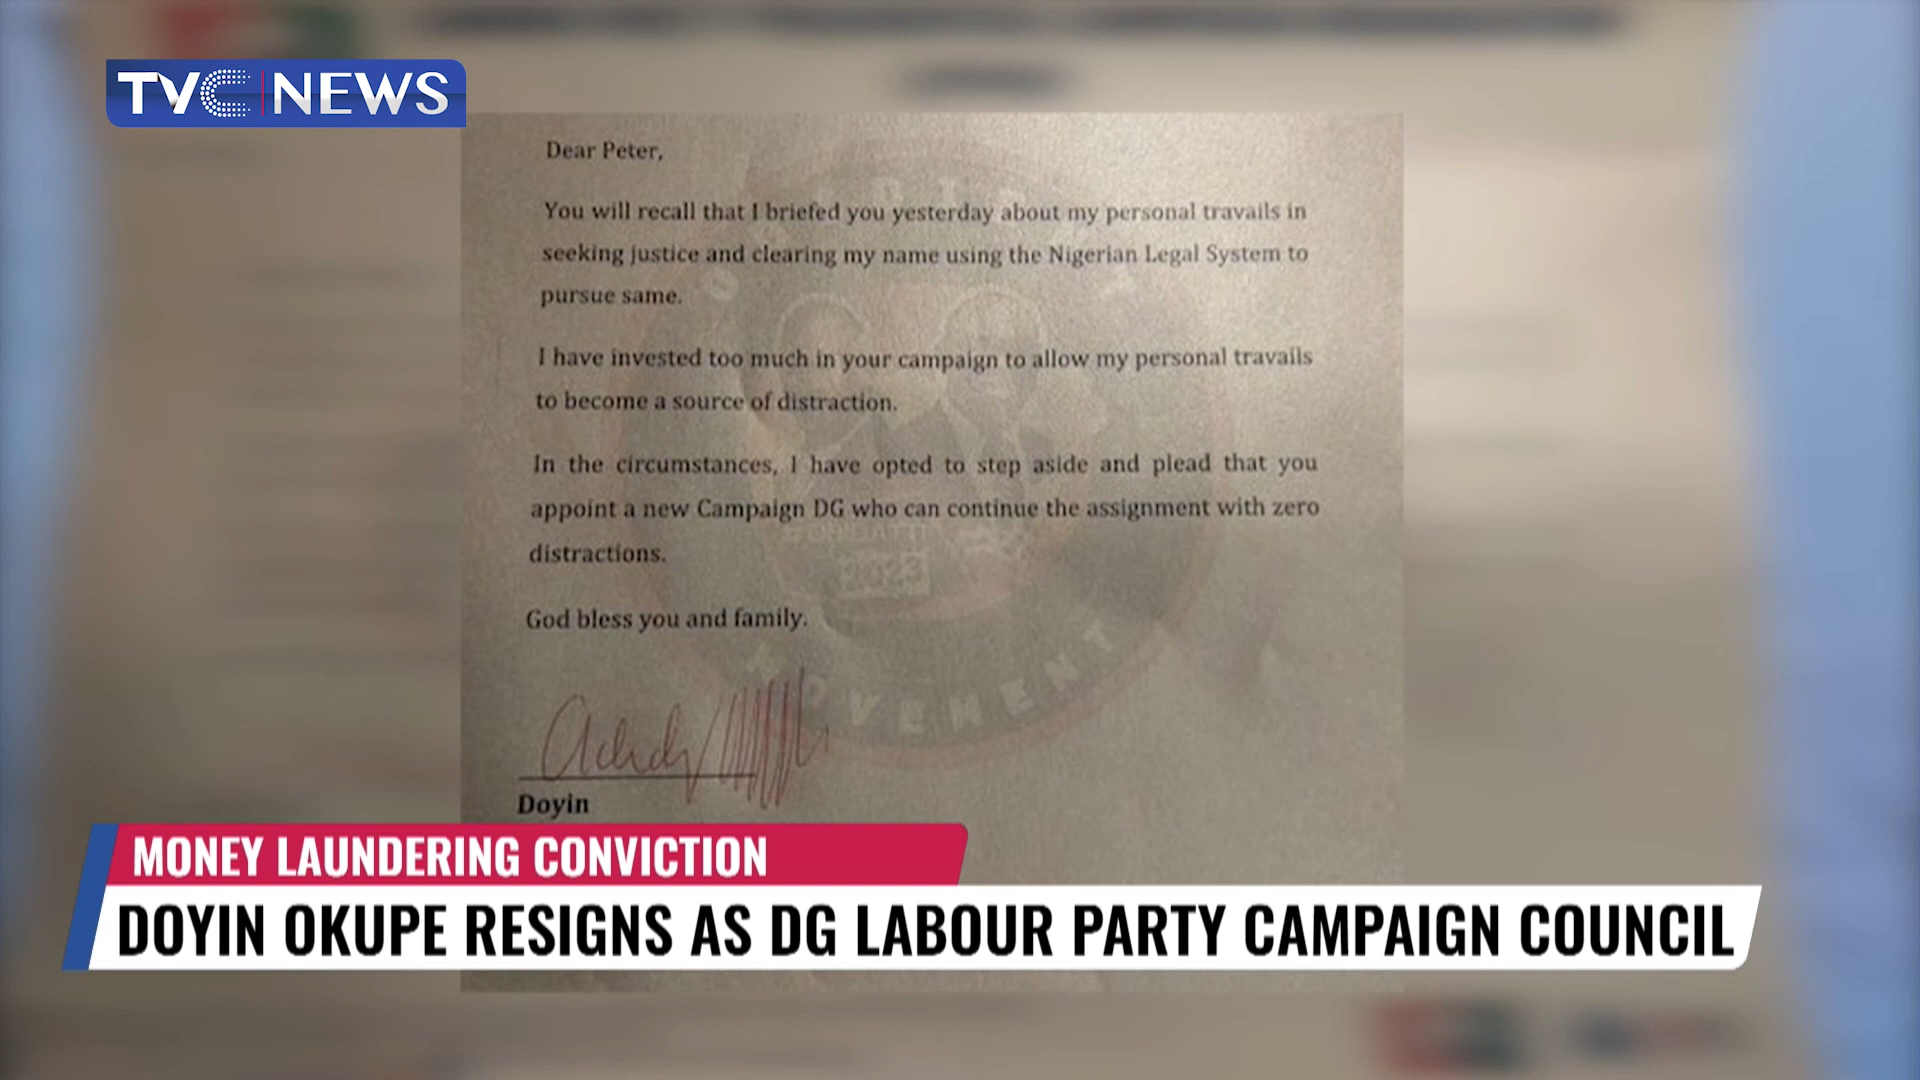 TVC NEWS
Dear Peter,
You will recall that I briefed you yesterday about my personal travails in
seeking justice and clearing my name using the Nigerian Legal System to
pursue same.
I have invested too much in your campaign to allow my personal travails
to become a source of distraction.
In the circumstances, I have opted to step aside and plead that you
appoint a new Campaign DG who can continue the assignment with zero
distractions.
2023
God bless you and family.
MOVEMENT
Doyin
MONEY LAUNDERING CONVICTION
DOYIN OKUPE RESIGNS AS DG LABOUR PARTY CAMPAIGN COUNCIL